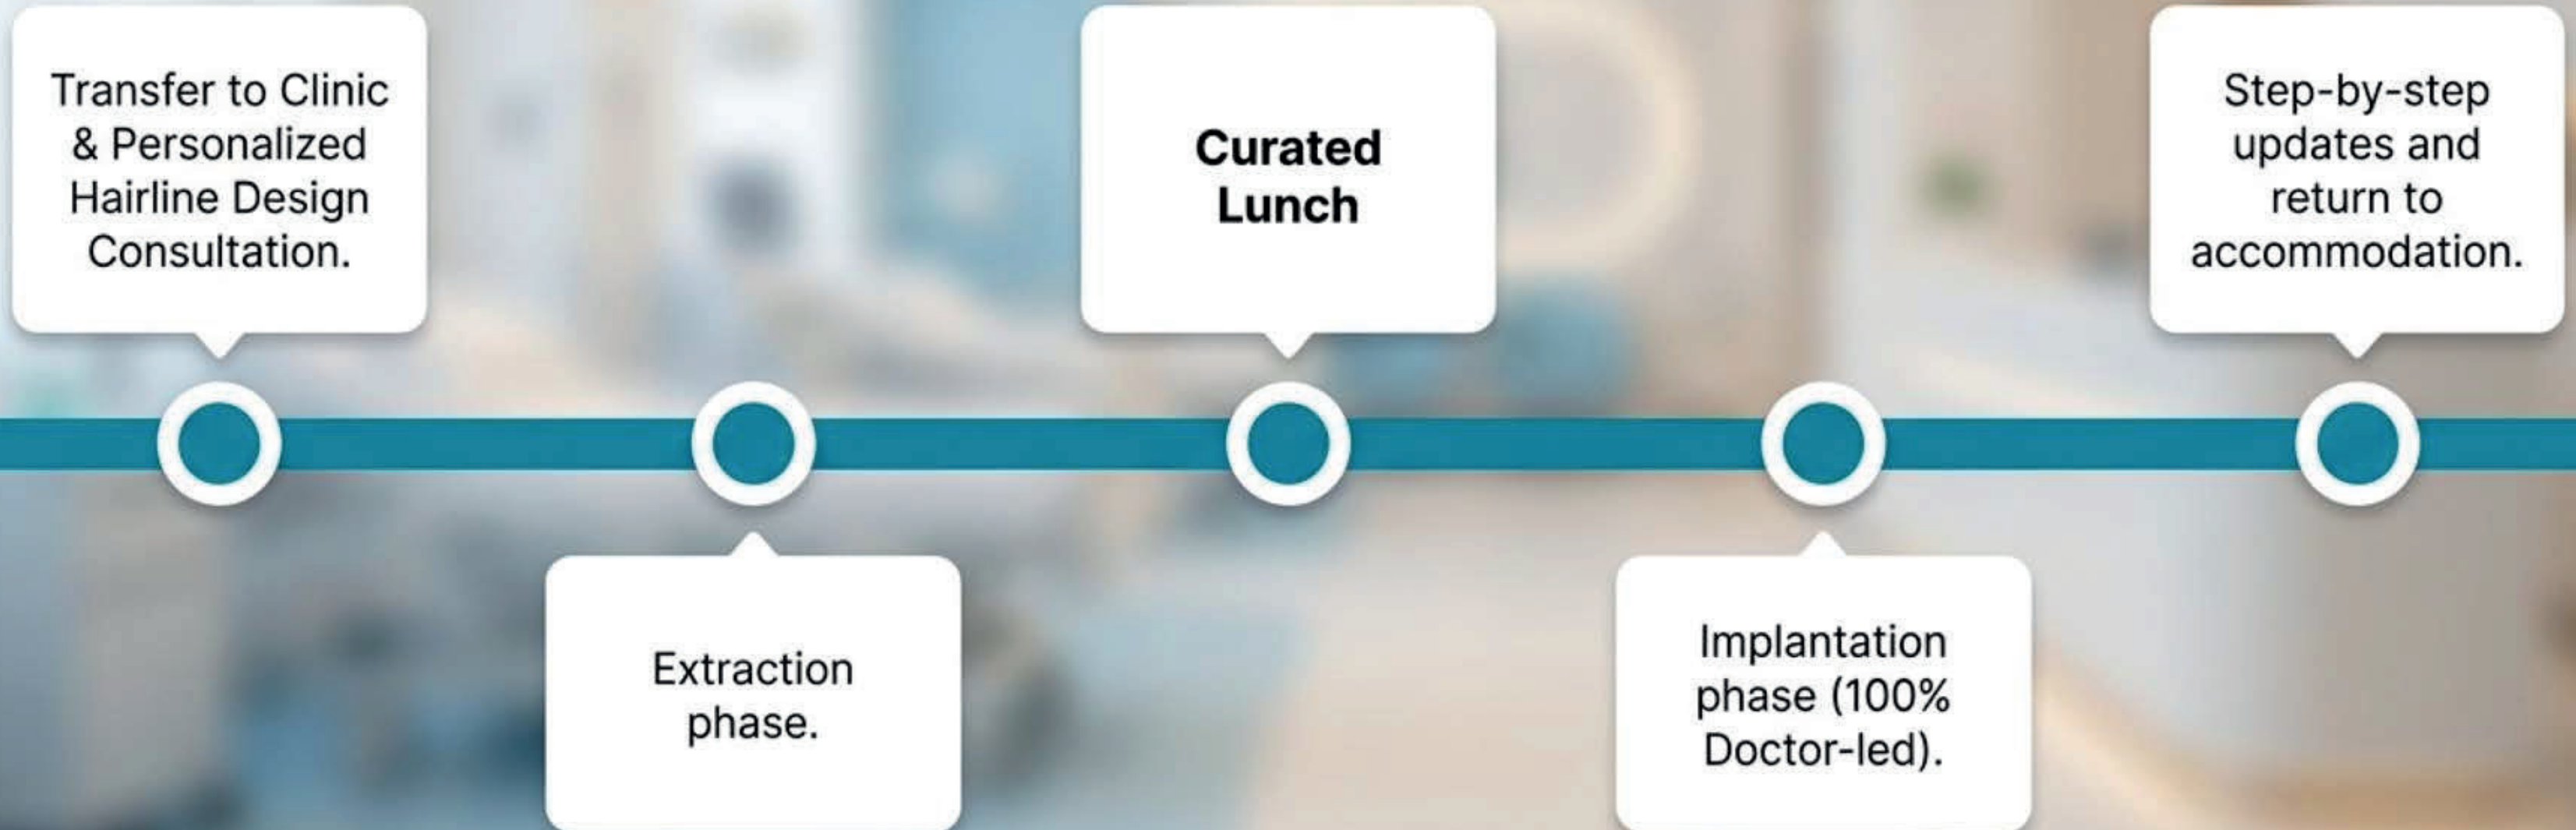 Transfer to Clinic
& Personalized
Hairline Design
Consultation.
Extraction
phase.
Curated
Lunch
Implantation
phase (100%
Doctor-led).
Step-by-step
updates and
return to
accommodation.